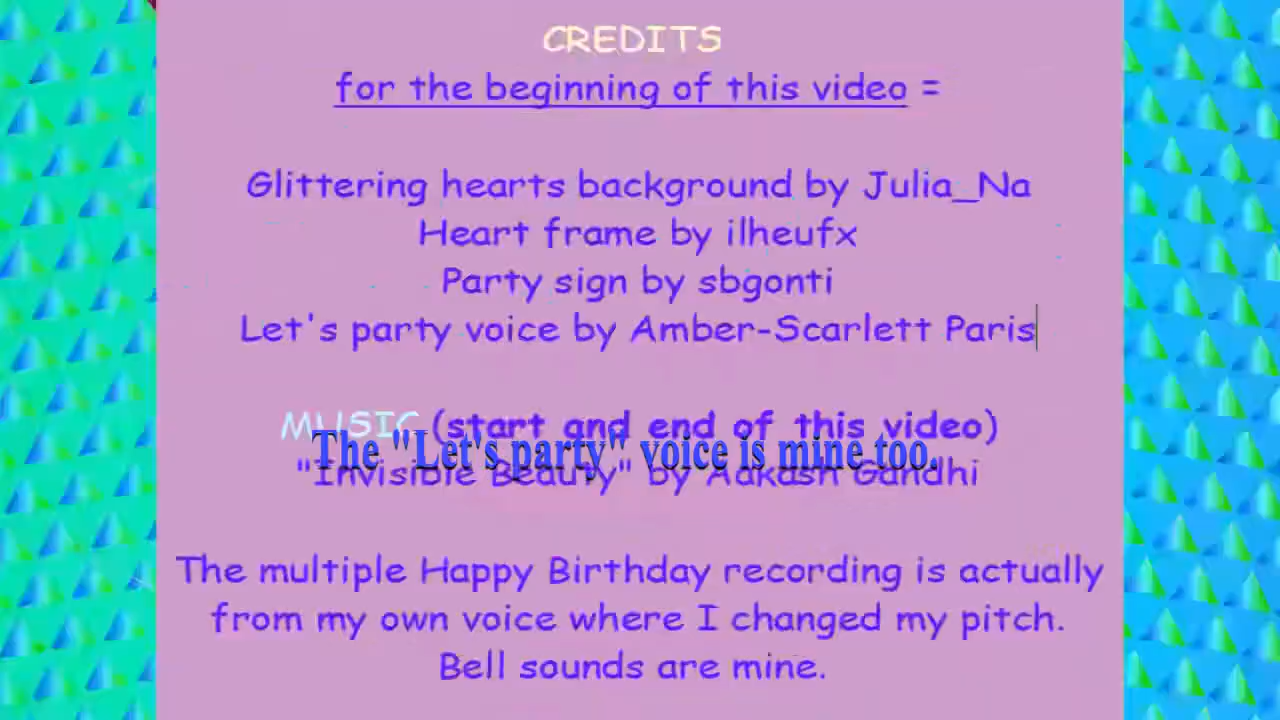 CREDITS
for the beginning of this video =
Glittering hearts background by Julia_Na
Heart frame by ilheufx
Party sign by sbgonti
Let's party voice by Amber-Scarlett Paris
MUSIC (start and end of this video)
The "Let's party" voice is mine too.
"Invisible Beauty" by Aakash Gandhi
The multiple Happy Birthday recording is actually
from my own voice where I changed my pitch.
Bell sounds are mine.